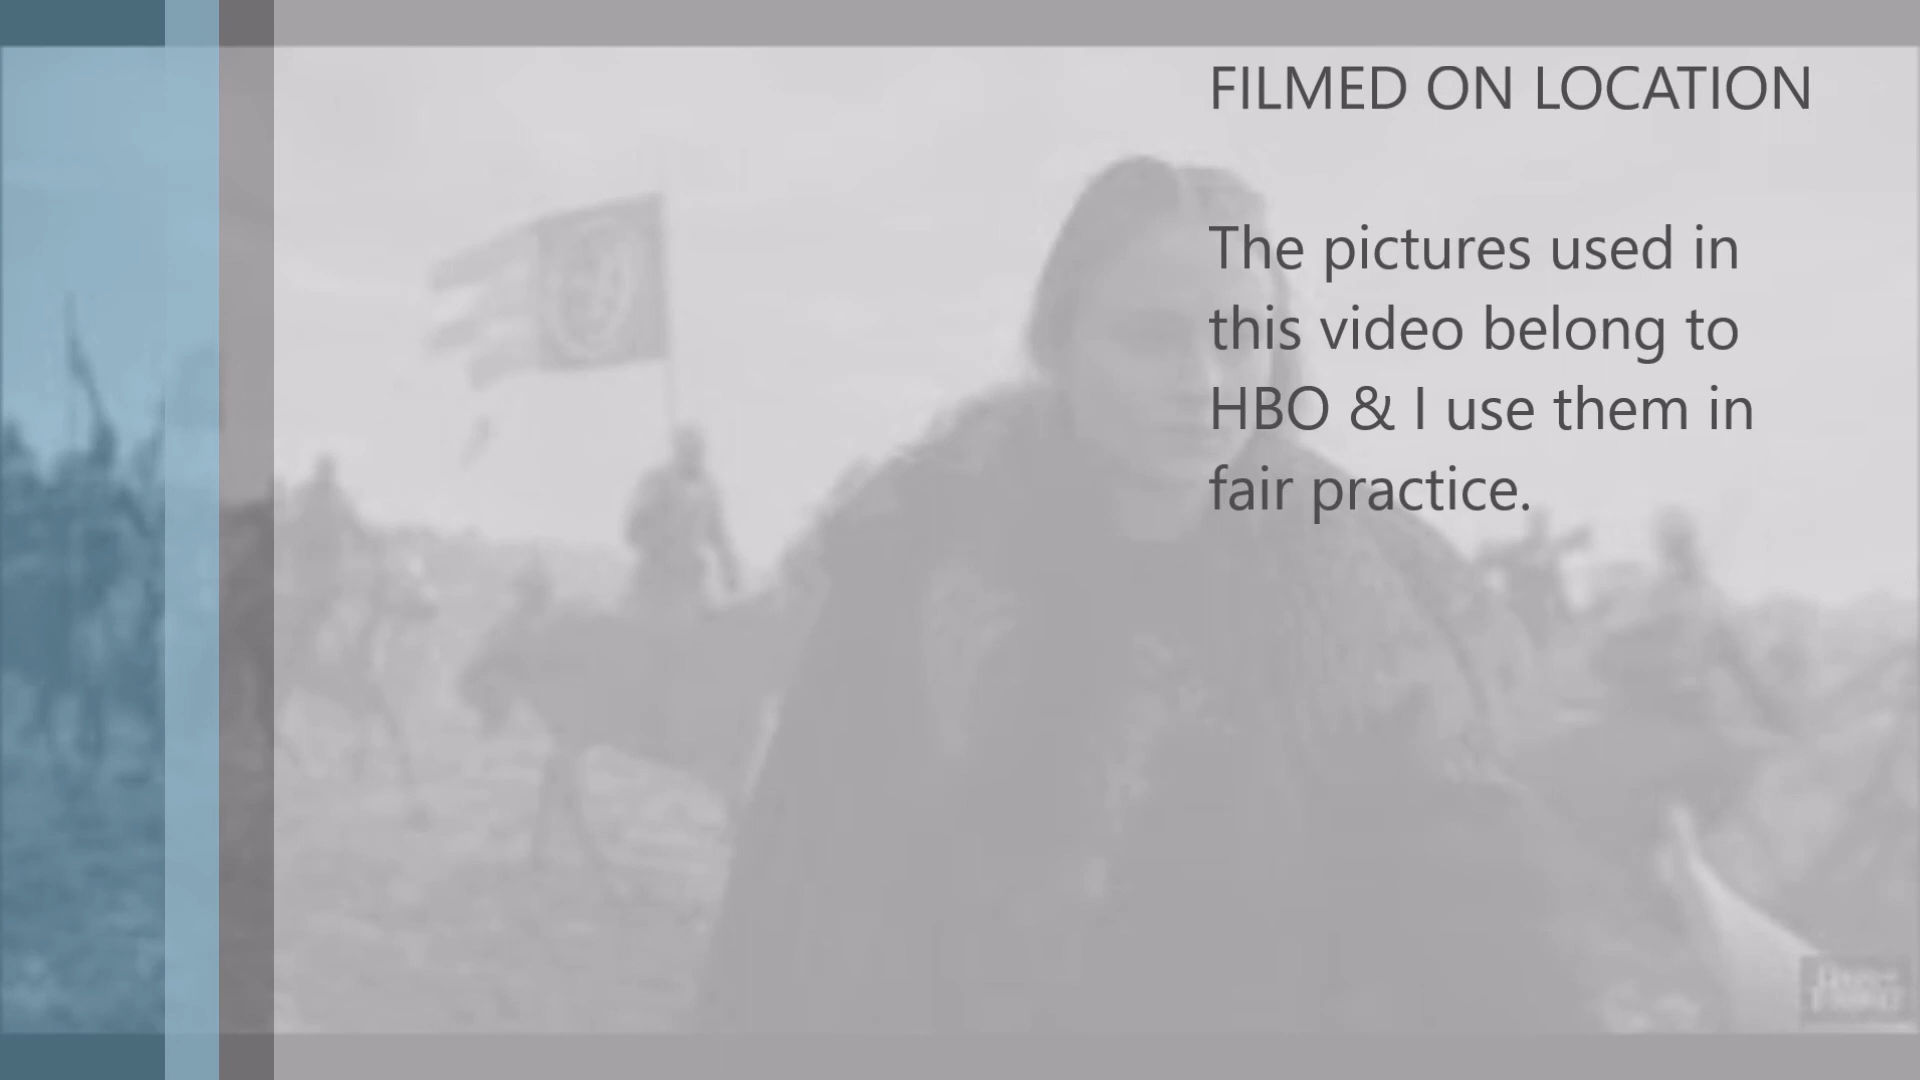 FILMED ON LOCATION
The pictures used in
this video belong to
HBO & I use them in
fair practice.